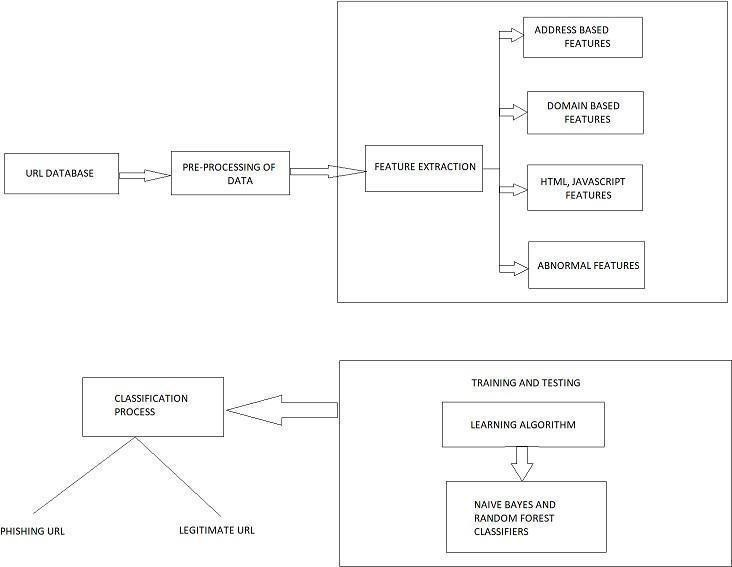 ADDRESS BASED
FEATURES
DOMAIN BASED
FEATURES
URL DATABASE
PRE-PROCESSING OF
DATA
FEATURE EXTRACTION
HTML, JAVASCRIPT
FEATURES
ABNORMAL FEATURES
TRAINING AND TESTING
LEARNING ALGORITHM
NAIVE BAYES AND
RANDOM FOREST
CLASSIFIERS
CLASSIFICATION
PROCESS
PHISHING URL
LEGITIMATE URL